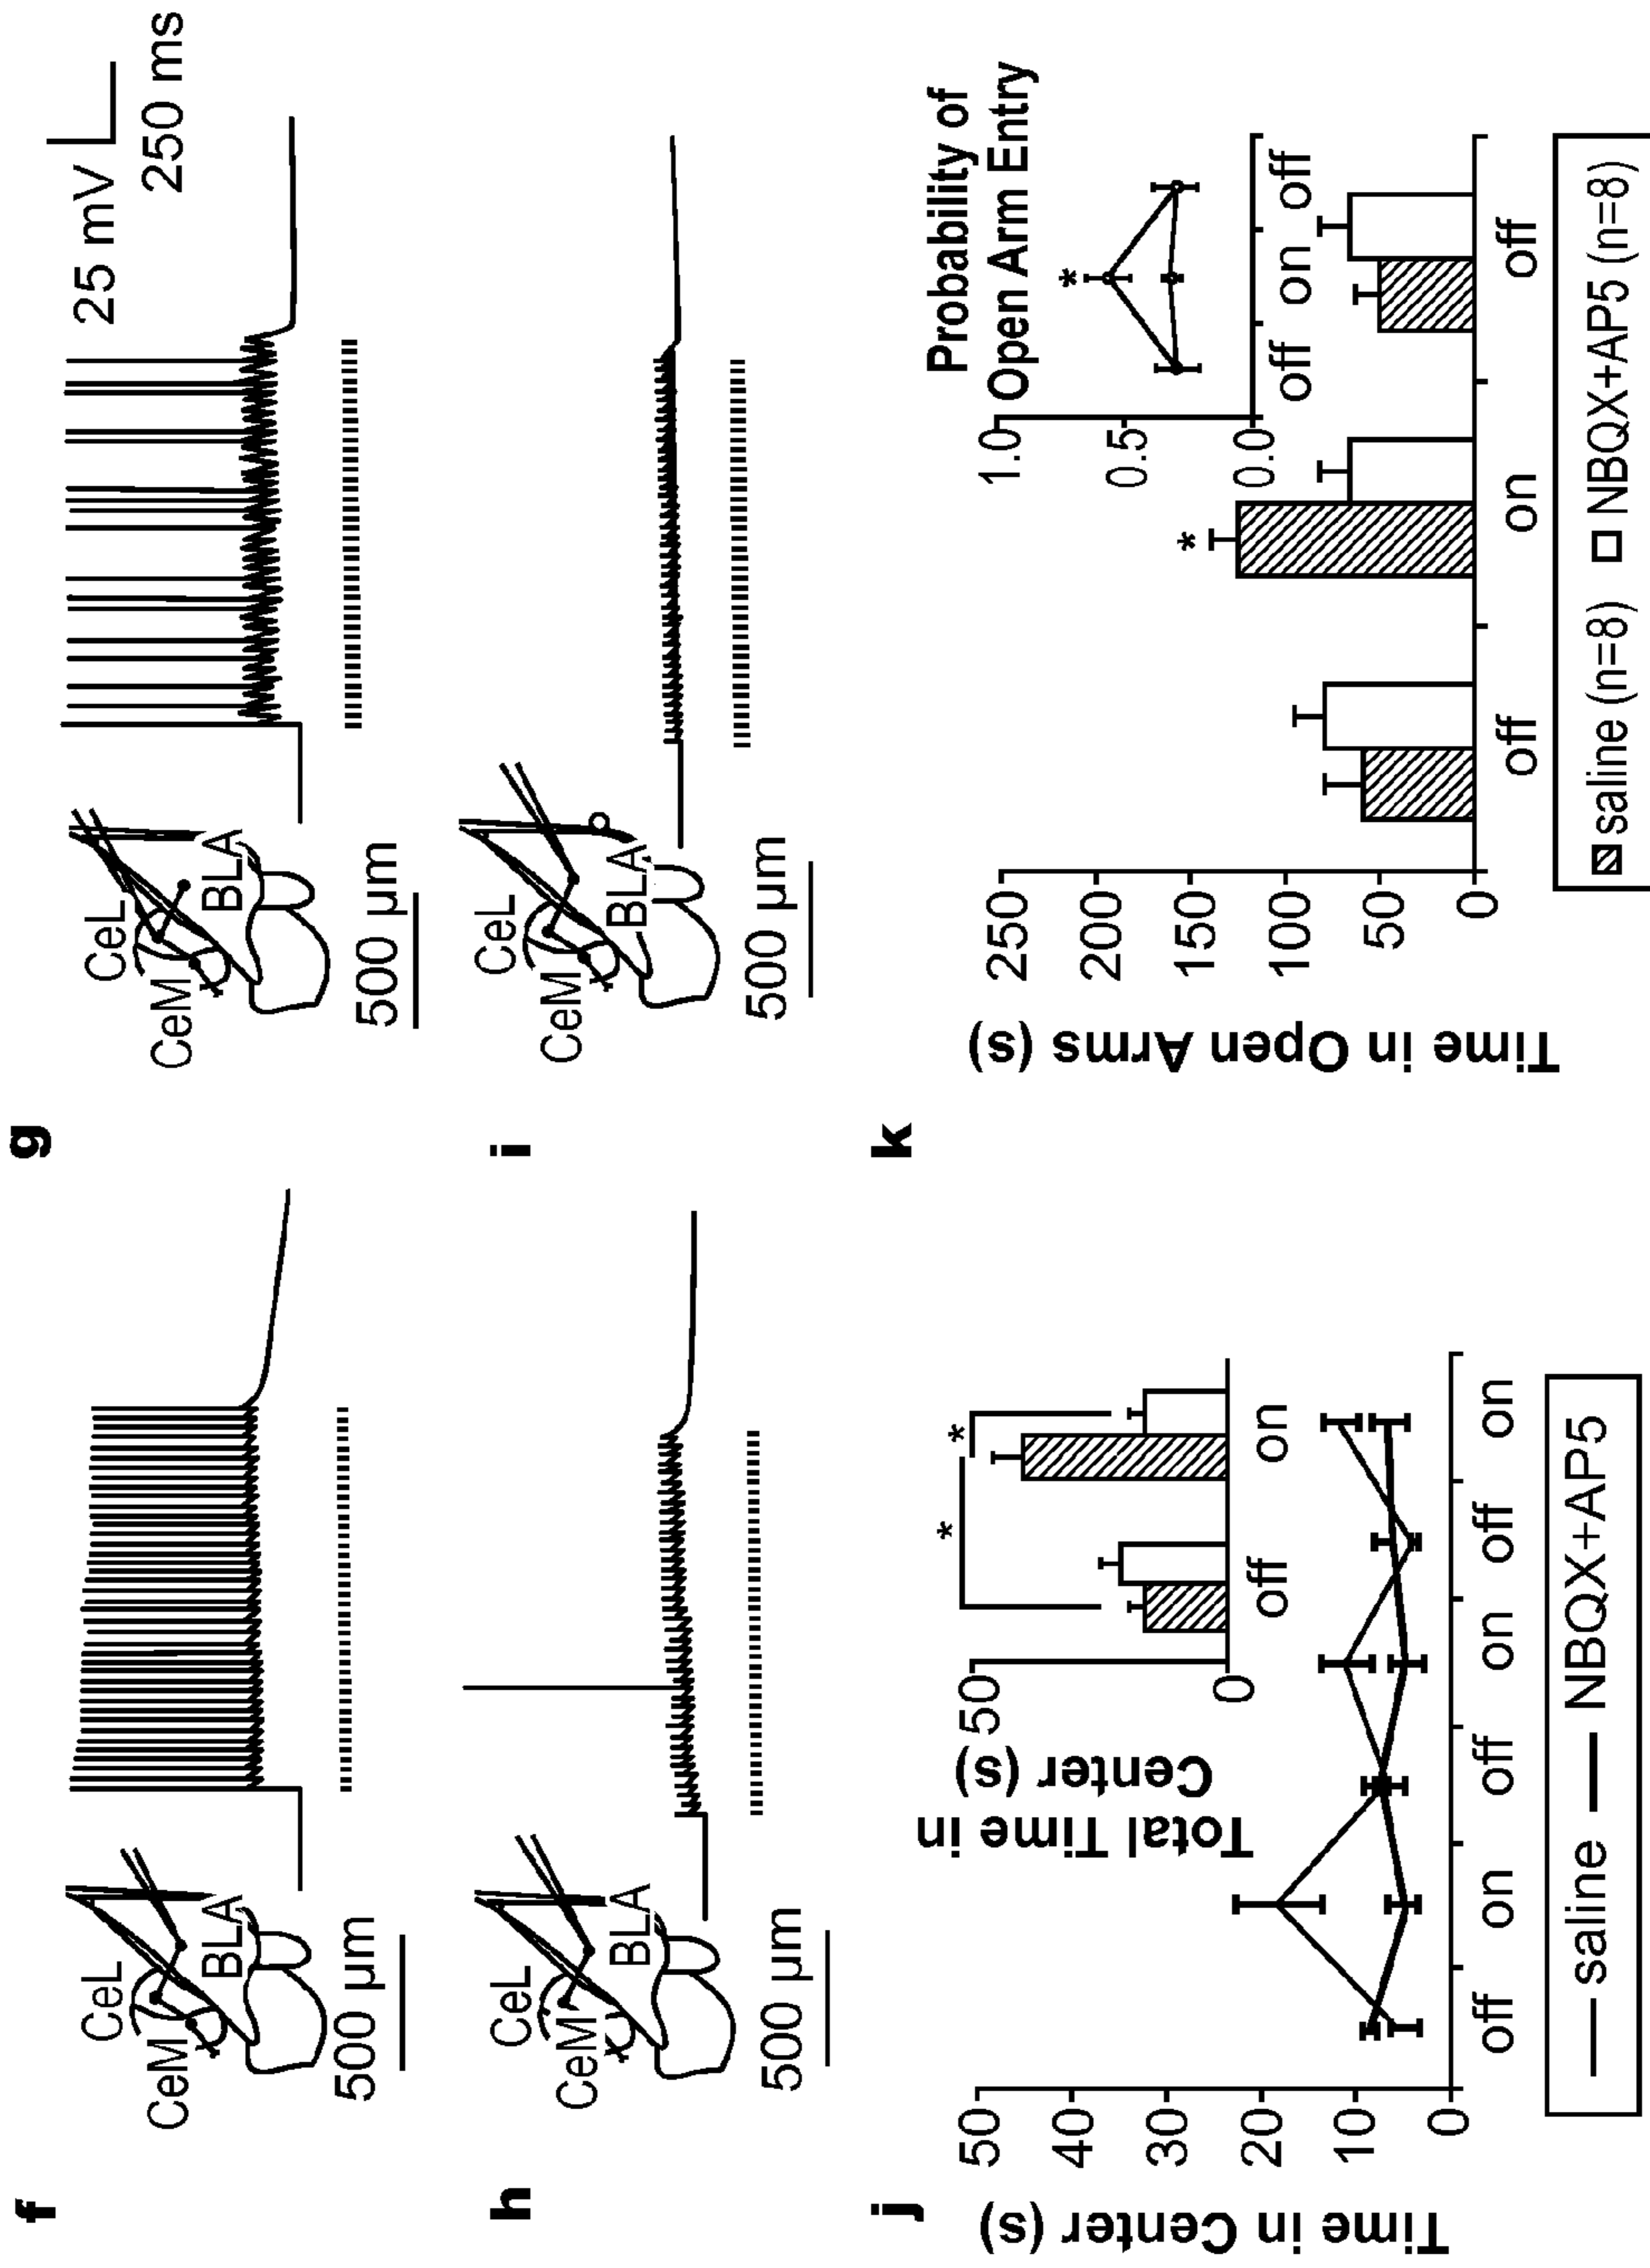 f
CeL
CeM
BLA
500 µm
g
25 mV
250 ms
CeL
CeM
BLA
500 µm
h
CeL
CeM
BLA
500 µm
i
CeL
CeM
BLA
500 µm
j
Time in Center (s)
50
40
30
20
10
0
off on off on off on
Total Time in
Center (s)
50
0
* *
off on
saline NBQX+AP5
k
Time in Open Arms (s)
250
200
150
100
50
0
*
off on off
Probability of
Open Arm Entry
1.0
0.5
0.0
*
off on off
saline (n=8) NBQX+AP5 (n=8)